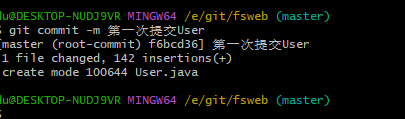 lu@DESKTOP-NUDJ9VR MINGW64 /e/git/fsweb (master)
$ git commit -m 第一次提交User
[master (root-commit) f6bcd36] 第一次提交User
1 file changed, 142 insertions(+)
create mode 100644 User.java
lu@DESKTOP-NUDJ9VR MINGW64 /e/git/fsweb (master)
$